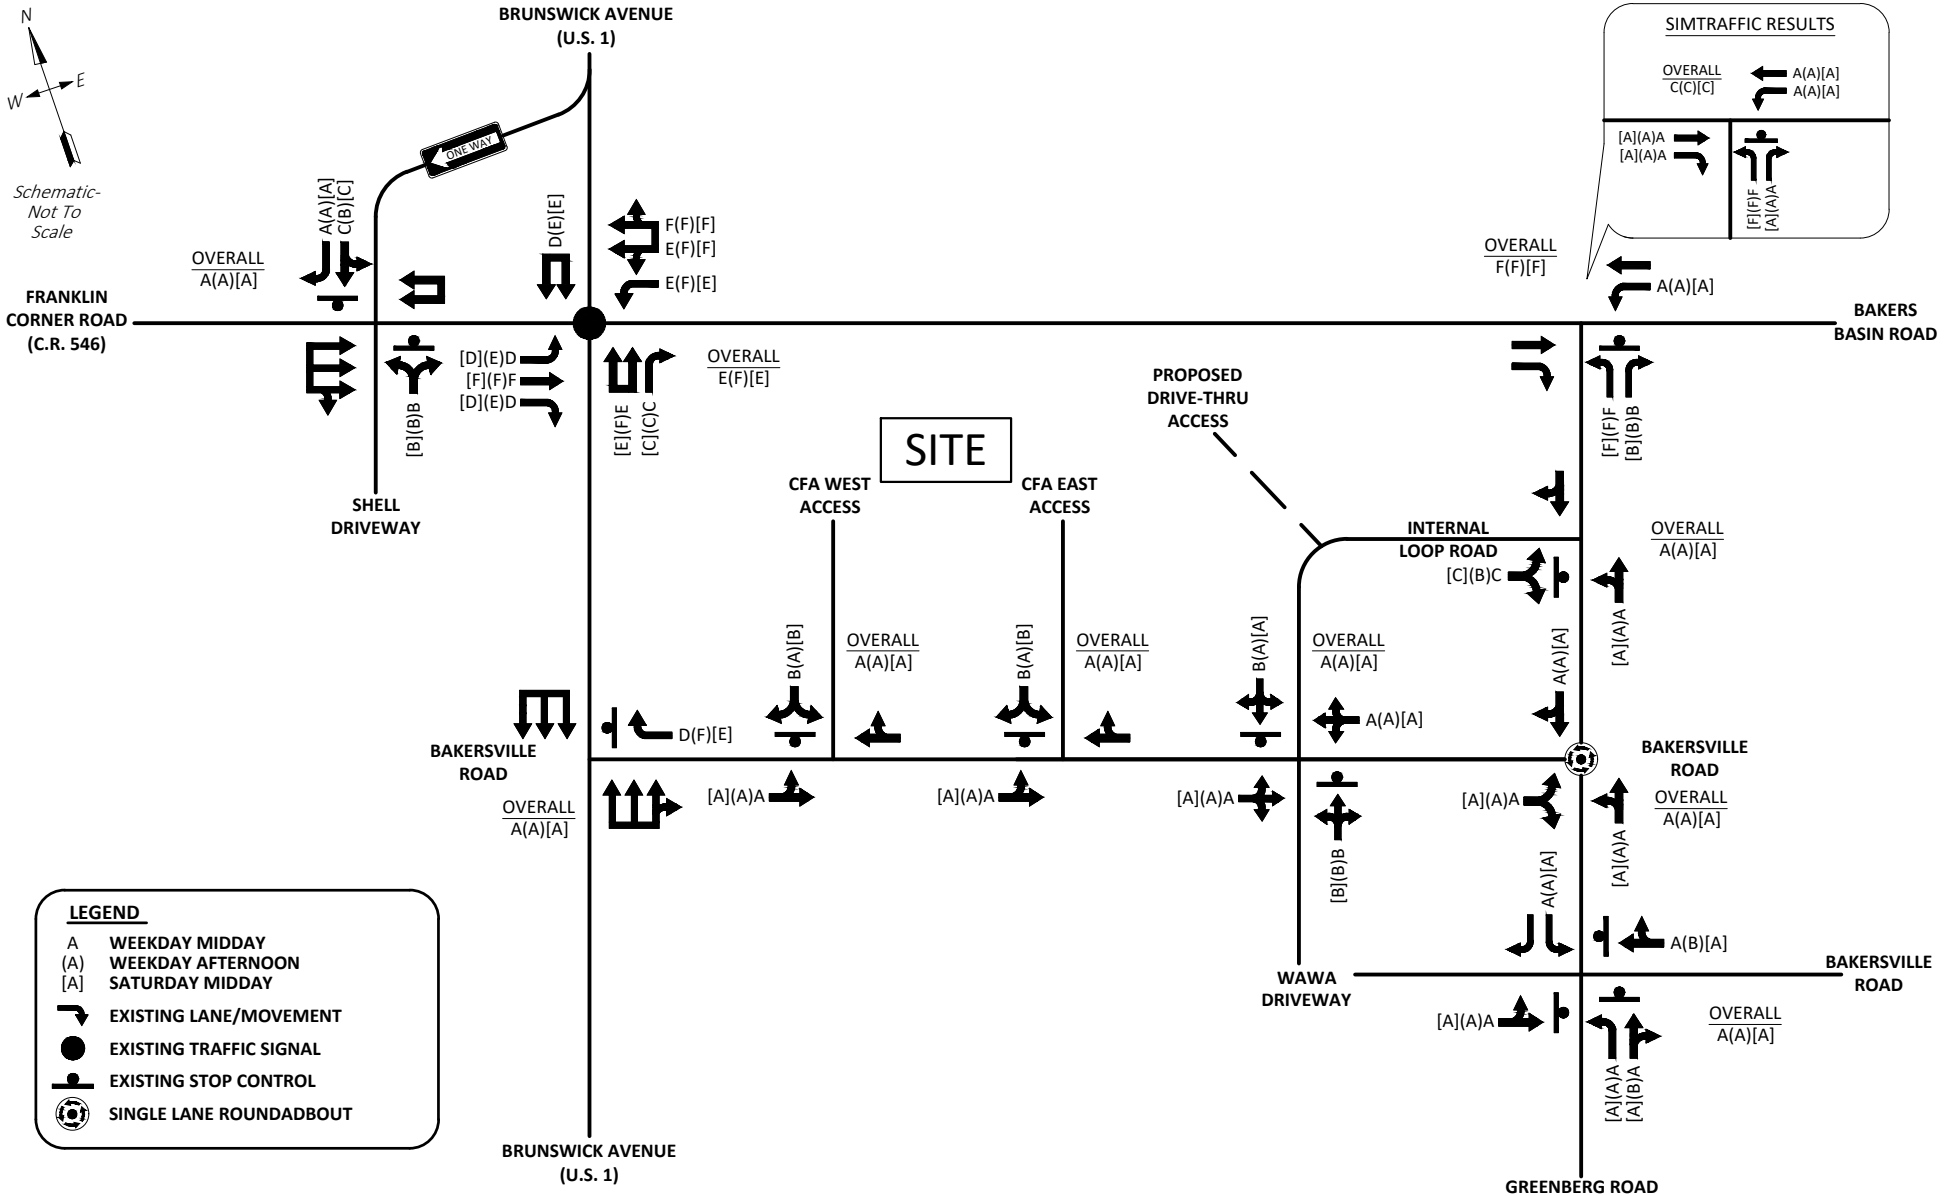 N
E
W
Schematic-
Not To
Scale
BRUNSWICK AVENUE
(U.S. 1)
ONE WAY
SIMTRAFFIC RESULTS
OVERALL
C(C)[C]
A(A)[A]
A(A)[A]
[A](A)A
[A](A)A
[F](F)F
[A](A)A
A(A)[A]
C(B)[C]
OVERALL
A(A)[A]
FRANKLIN
CORNER ROAD
(C.R. 546)
[B](B)B
SHELL
DRIVEWAY
D(E)[E]
F(F)[F]
E(F)[F]
E(F)[E]
[D](E)D
[F](F)F
[D](E)D
[E](F)E
[C](C)C
OVERALL
E(F)[E]
OVERALL
F(F)[F]
A(A)[A]
BAKERS
BASIN ROAD
[F](F)F
[B](B)B
SITE
PROPOSED
DRIVE-THRU
ACCESS
CFA WEST
ACCESS
CFA EAST
ACCESS
INTERNAL
LOOP ROAD
[C](B)C
OVERALL
A(A)[A]
[A](A)A
B(A)[B]
OVERALL
A(A)[A]
B(A)[B]
OVERALL
A(A)[A]
B(A)[A]
OVERALL
A(A)[A]
A(A)[A]
D(F)[E]
A(A)[A]
BAKERSVILLE
ROAD
BAKERSVILLE
ROAD
OVERALL
A(A)[A]
[A](A)A
[A](A)A
[A](A)A
[B](B)B
[A](A)A
OVERALL
A(A)[A]
[A](A)A
A(A)[A]
A(B)[A]
BAKERSVILLE
ROAD
WAWA
DRIVEWAY
[A](A)A
[A](A)A
[A](B)A
OVERALL
A(A)[A]
LEGEND
A WEEKDAY MIDDAY
(A) WEEKDAY AFTERNOON
[A] SATURDAY MIDDAY
EXISTING LANE/MOVEMENT
EXISTING TRAFFIC SIGNAL
EXISTING STOP CONTROL
SINGLE LANE ROUNDADBOUT
BRUNSWICK AVENUE
(U.S. 1)
GREENBERG ROAD